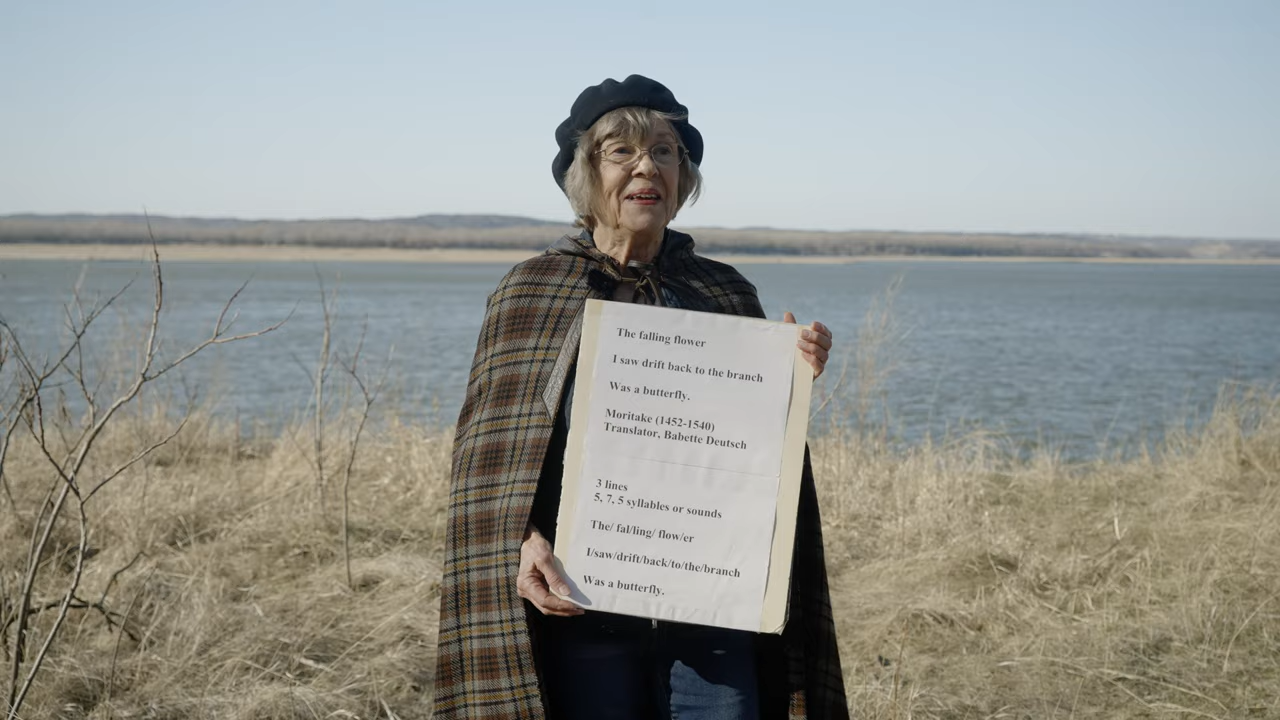 The falling flower
I saw drift back to the branch
Was a butterfly.
Moritake (1452-1540)
Translator, Babette Deutsch
3 lines
5, 7, 5 syllables or sounds
The/ fal/ling/ flow/er
I/saw/drift/back/to/the/branch
Was a butterfly.